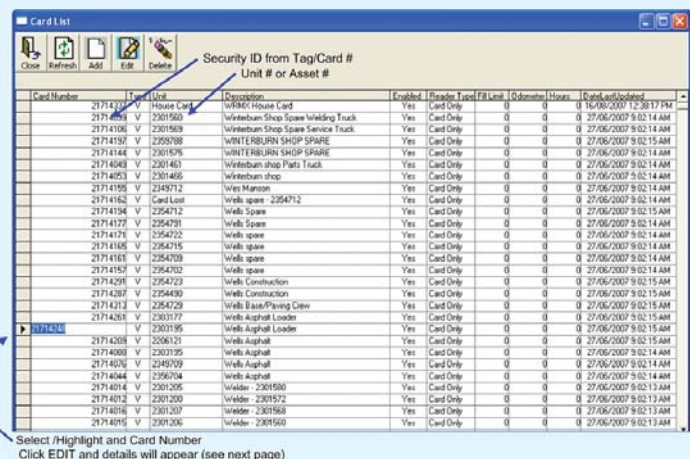 Card List
Close Refresh Add Edit Delete
Security ID from Tag/Card #
Unit # or Asset #
Card Number Type Unit Description Enabled Reader Type Fill Limit Odometer Hours DateLastUpdated
21714337 V House Card WRMX House Card Yes Card Only 0 0 0 16/08/2007 12:38:17 PM
V 2301560 Winterburn Shop Spare Welding Truck Yes Card Only 0 0 0 27/06/2007 9:02:14 AM
21714106 V 2301569 Winterburn Shop Spare Service Truck Yes Card Only 0 0 0 27/06/2007 9:02:14 AM
21714197 V 2359788 WINTERBURN SHOP SPARE Yes Card Only 0 0 0 27/06/2007 9:02:14 AM
21714144 V 2301575 WINTERBURN SHOP SPARE Yes Card Only 0 0 0 27/06/2007 9:02:14 AM
21714049 V 2301461 Winterburn shop Parts Truck Yes Card Only 0 0 0 27/06/2007 9:02:14 AM
21714053 V 2301466 Winterburn shop Yes Card Only 0 0 0 27/06/2007 9:02:14 AM
21714155 V 2349712 Wes Manson Yes Card Only 0 0 0 27/06/2007 9:02:14 AM
21714162 V Card Lost Wells spare - 2354712 Yes Card Only 0 0 0 27/06/2007 9:02:14 AM
21714194 V 2354712 Wells Spare Yes Card Only 0 0 0 27/06/2007 9:02:15 AM
21714177 V 2354791 Wells Spare Yes Card Only 0 0 0 27/06/2007 9:02:14 AM
21714171 V 2354722 Wells spare Yes Card Only 0 0 0 27/06/2007 9:02:14 AM
21714165 V 2354715 Wells spare Yes Card Only 0 0 0 27/06/2007 9:02:14 AM
21714161 V 2354709 Wells spare Yes Card Only 0 0 0 27/06/2007 9:02:14 AM
21714157 V 2354702 Wells spare Yes Card Only 0 0 0 27/06/2007 9:02:14 AM
21714291 V 2354723 Wells Construction Yes Card Only 0 0 0 27/06/2007 9:02:15 AM
21714287 V 2354490 Wells Construction Yes Card Only 0 0 0 27/06/2007 9:02:15 AM
21714313 V 2354729 Wells Base/Paving Crew Yes Card Only 0 0 0 27/06/2007 9:02:15 AM
21714261 V 2303177 Wells Asphalt Loader Yes Card Only 0 0 0 27/06/2007 9:02:15 AM
21714248 V 2303195 Wells Asphalt Loader Yes Card Only 0 0 0 27/06/2007 9:02:15 AM
21714209 V 2206121 Wells Asphalt Yes Card Only 0 0 0 27/06/2007 9:02:15 AM
21714088 V 2303195 Wells Asphalt Yes Card Only 0 0 0 27/06/2007 9:02:14 AM
21714076 V 2349709 Wells Asphalt Yes Card Only 0 0 0 27/06/2007 9:02:14 AM
21714044 V 2356704 Wells Asphalt Yes Card Only 0 0 0 27/06/2007 9:02:14 AM
21714014 V 2301205 Welder - 2301580 Yes Card Only 0 0 0 27/06/2007 9:02:13 AM
21714012 V 2301200 Welder - 2301572 Yes Card Only 0 0 0 27/06/2007 9:02:13 AM
21714016 V 2301207 Welder - 2301568 Yes Card Only 0 0 0 27/06/2007 9:02:13 AM
21714015 V 2301206 Welder - 2301560 Yes Card Only 0 0 0 27/06/2007 9:02:13 AM
Select /Highlight and Card Number
Click EDIT and details will appear (see next page)